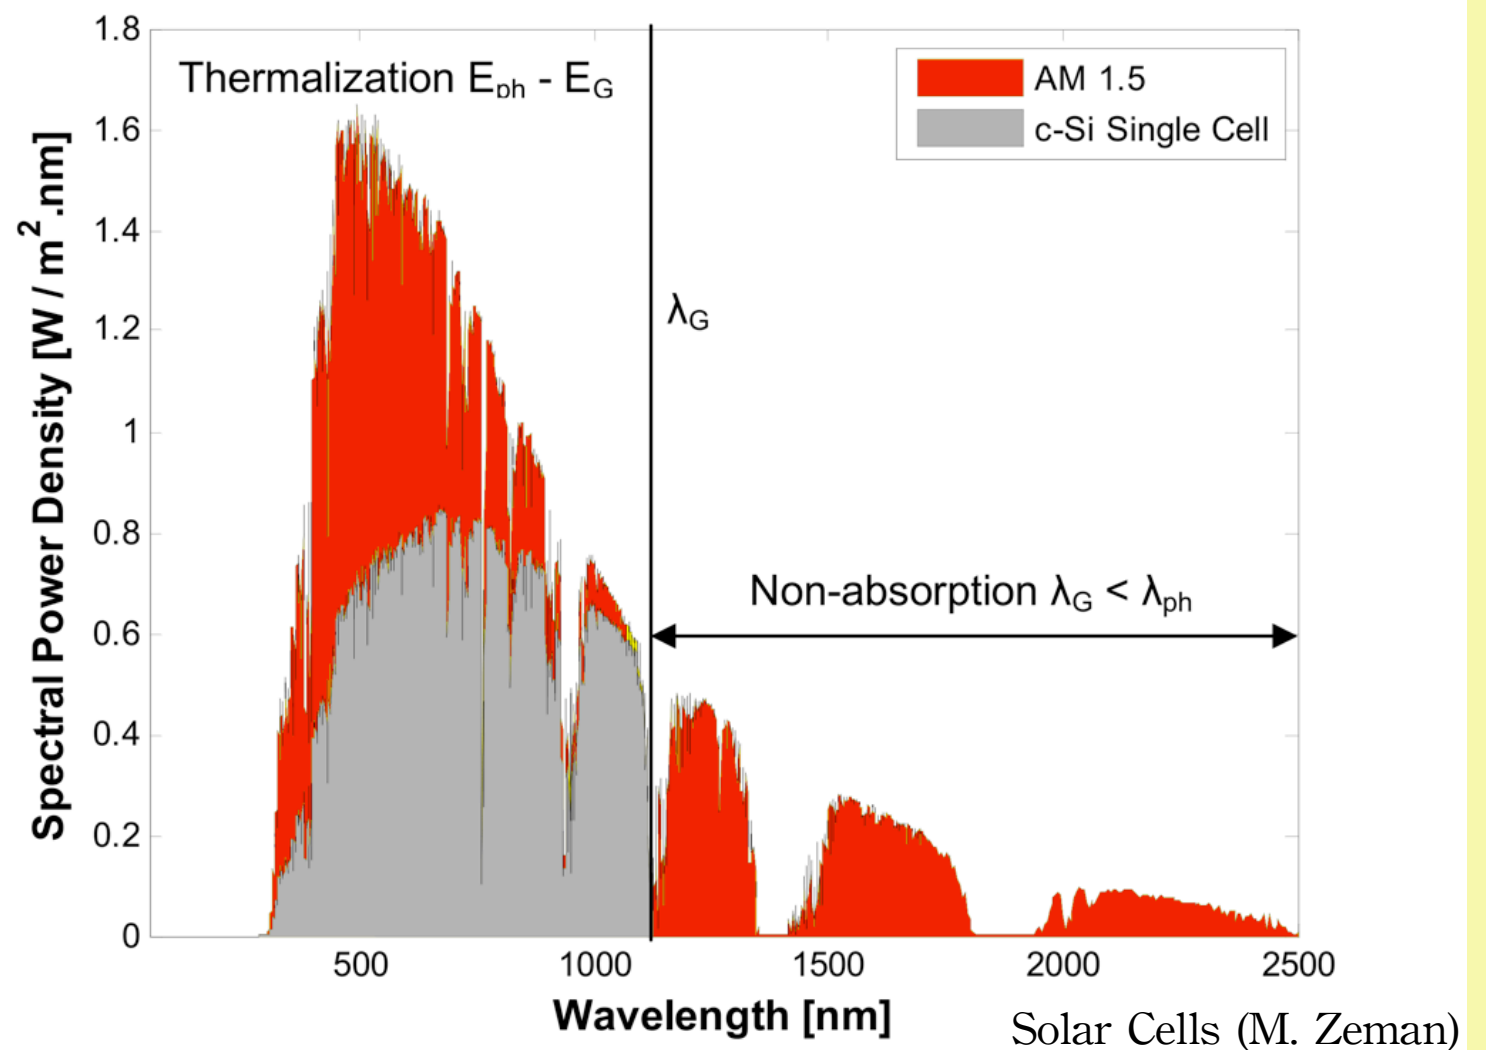 1.8
1.6
1.4
1.2
1
0.8
0.6
0.4
0.2
0
Spectral Power Density [W / m² .nm]
Thermalization Eph - EG
AM 1.5
c-Si Single Cell
λG
Non-absorption λG < λph
500 1000 1500 2000 2500
Wavelength [nm]
Solar Cells (M. Zeman)